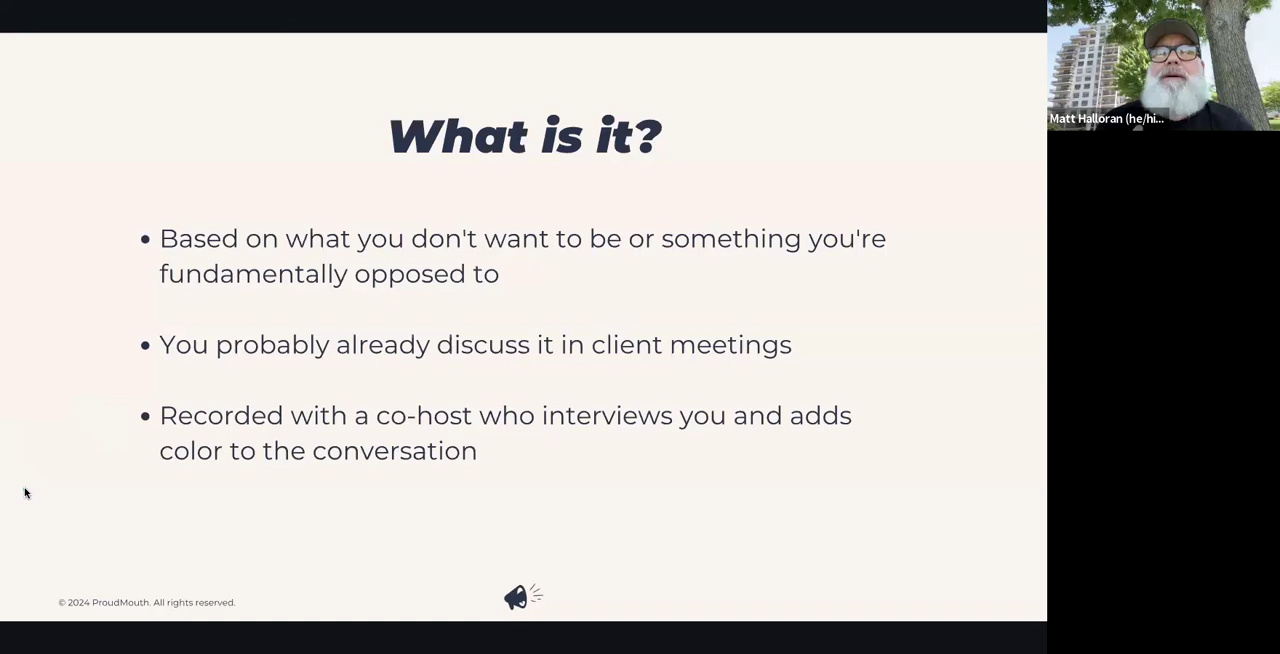 What is it?
• Based on what you don't want to be or something you're
fundamentally opposed to
• You probably already discuss it in client meetings
• Recorded with a co-host who interviews you and adds
color to the conversation
© 2024 ProudMouth. All rights reserved.
Matt Halloran (he/hi...